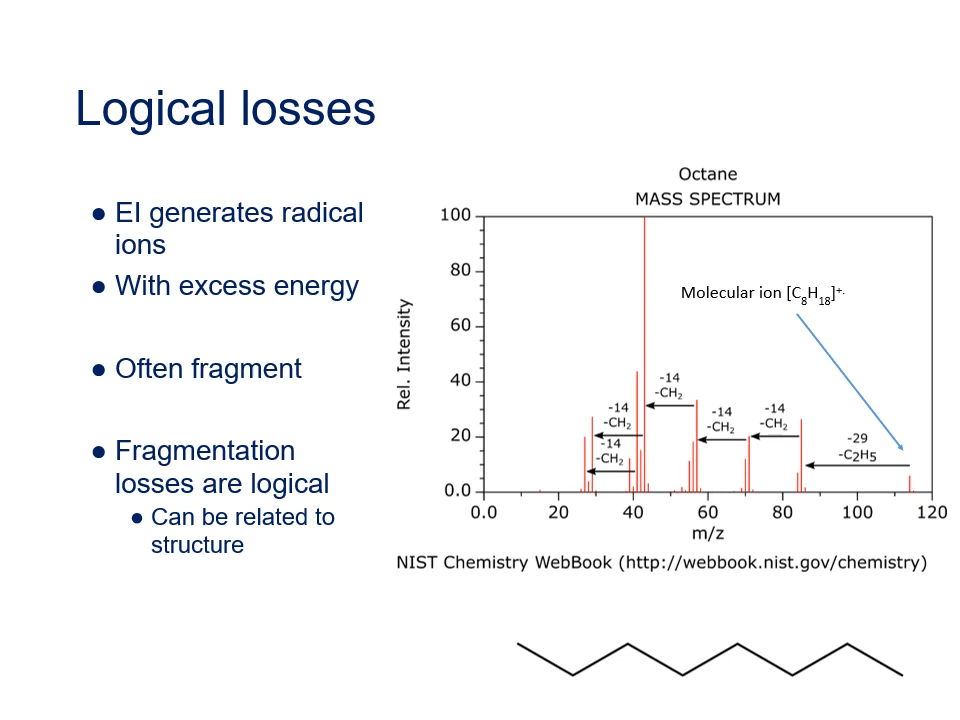 Logical losses
● EI generates radical
ions
● With excess energy
● Often fragment
● Fragmentation
losses are logical
● Can be related to
structure
Octane
MASS SPECTRUM
Rel. Intensity
100
80
60
40
20
0.0
Molecular ion [C₈H₁₈]⁺·
-14
-CH₂
-14
-CH₂
-14
-CH₂
-14
-CH₂
-14
-CH₂
-29
-C₂H₅
0.0 20 40 60 80 100 120
m/z
NIST Chemistry WebBook (http://webbook.nist.gov/chemistry)